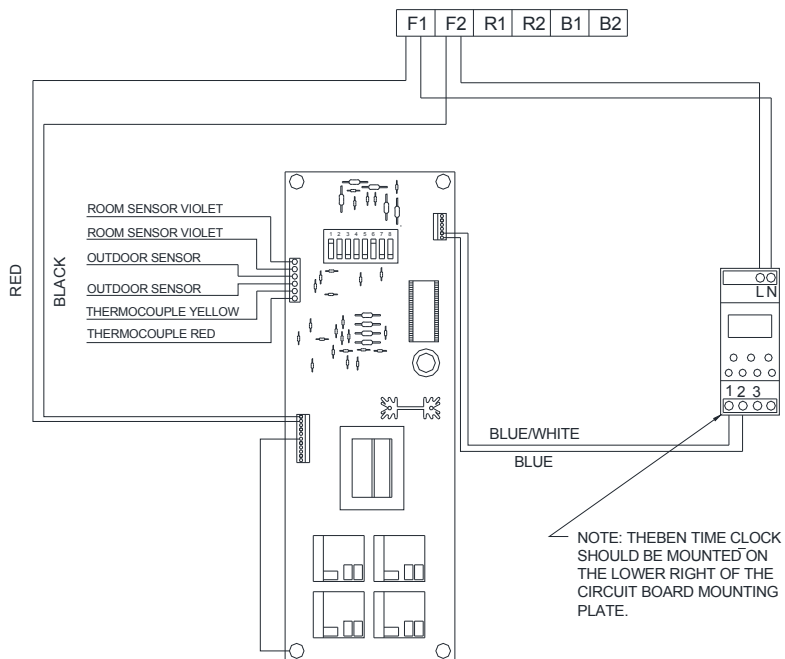 F1 F2 R1 R2 B1 B2
RED
BLACK
ROOM SENSOR VIOLET
ROOM SENSOR VIOLET
OUTDOOR SENSOR
OUTDOOR SENSOR
THERMOCOUPLE YELLOW
THERMOCOUPLE RED
1 2 3 4 5 6 7 8
L N
1 2 3
BLUE/WHITE
BLUE
NOTE: THEBEN TIME CLOCK
SHOULD BE MOUNTED ON
THE LOWER RIGHT OF THE
CIRCUIT BOARD MOUNTING
PLATE.